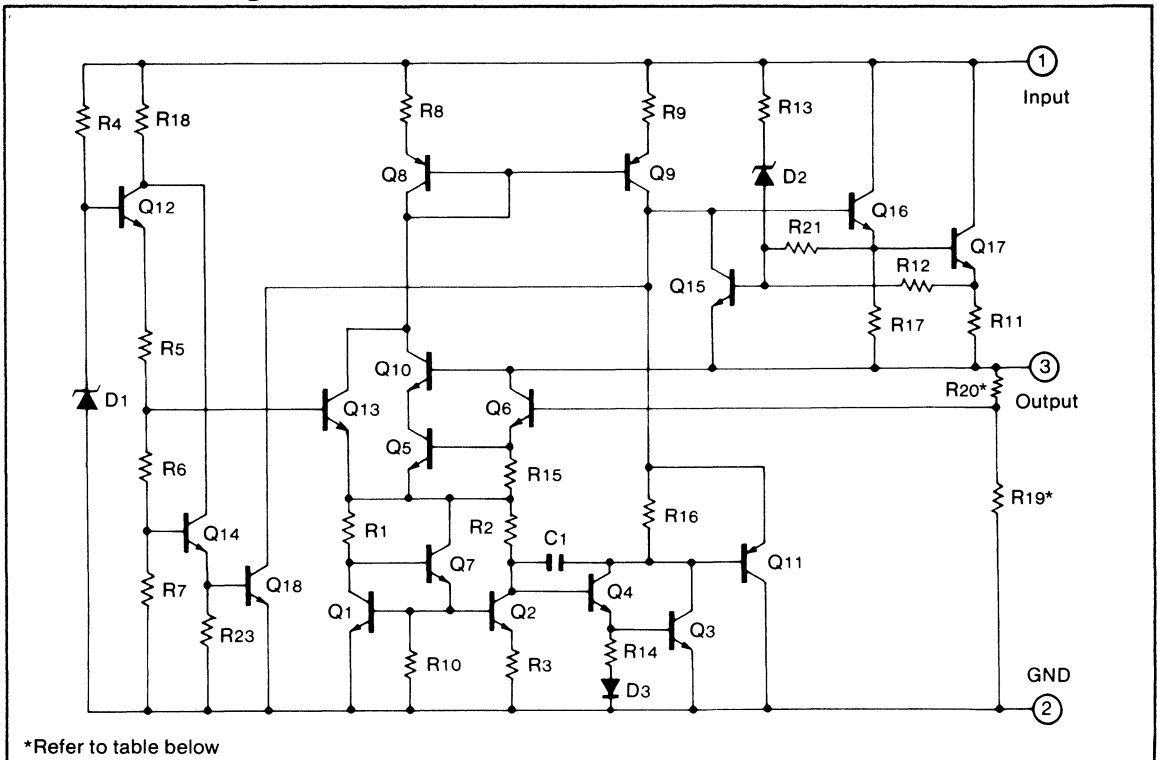 1
Input
R4
R18
R8
R9
R13
Q8
Q9
D2
Q12
Q16
R21
Q17
R12
Q15
R17
R11
R5
Q10
3
R20*
Output
D1
Q13
Q6
Q5
R6
R15
R19*
R1
R2
R16
C1
Q14
Q7
Q11
R7
Q18
Q1
Q2
Q4
Q3
R23
R10
R3
R14
D3
GND
2
*Refer to table below